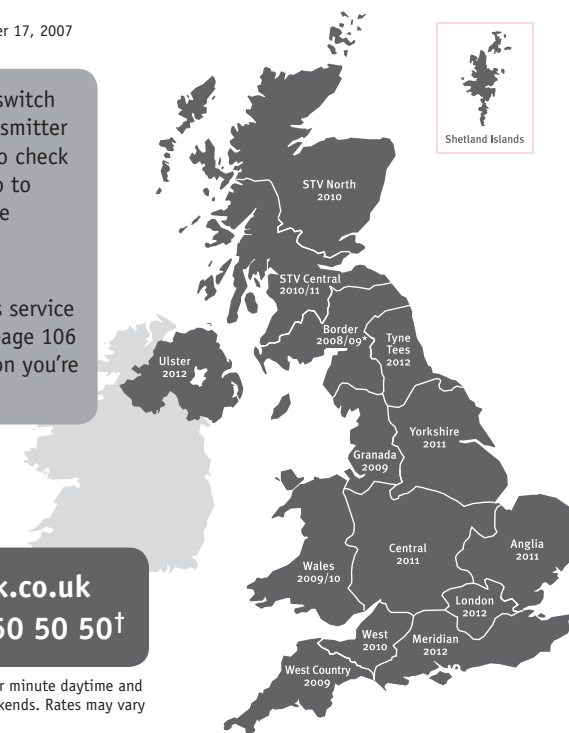 17, 2007
switch
o check
o to
s service
age 106
on you're
k.co.uk
50 50 50†
r minute daytime and
kends. Rates may vary
Shetland Islands
STV North
2010
STV Central
2010/11
Border
2008/09*
Tyne
Tees
2012
Ulster
2012
Yorkshire
2011
Granada
2009
Central
2011
Anglia
2011
Wales
2009/10
London
2012
West
2010
Meridian
2012
West Country
2009